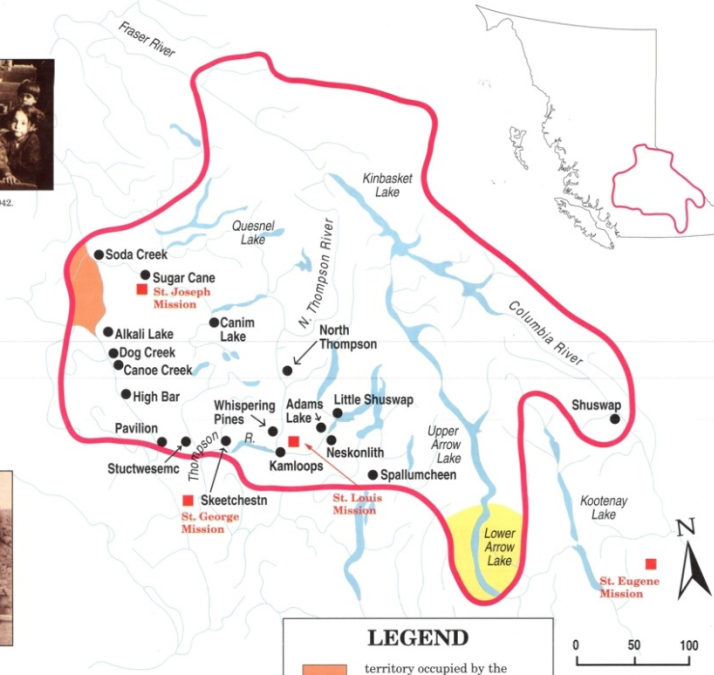 Fraser River
942.
Kinbasket
Lake
Quesnel
Lake
N. Thompson River
Columbia River
Soda Creek
Sugar Cane
St. Joseph
Mission
Canim
Lake
Alkali Lake
Dog Creek
Canoe Creek
North
Thompson
High Bar
Whispering
Pines
Adams
Lake
Little Shuswap
Shuswap
Pavilion
Thompson
R.
Neskonlith
Upper
Arrow
Lake
Stuctwesemc
Kamloops
Spallumcheen
Skeetchestn
St. Louis
Mission
St. George
Mission
Kootenay
Lake
Lower
Arrow
Lake
N
St. Eugene
Mission
LEGEND
0 50 100
territory occupied by the